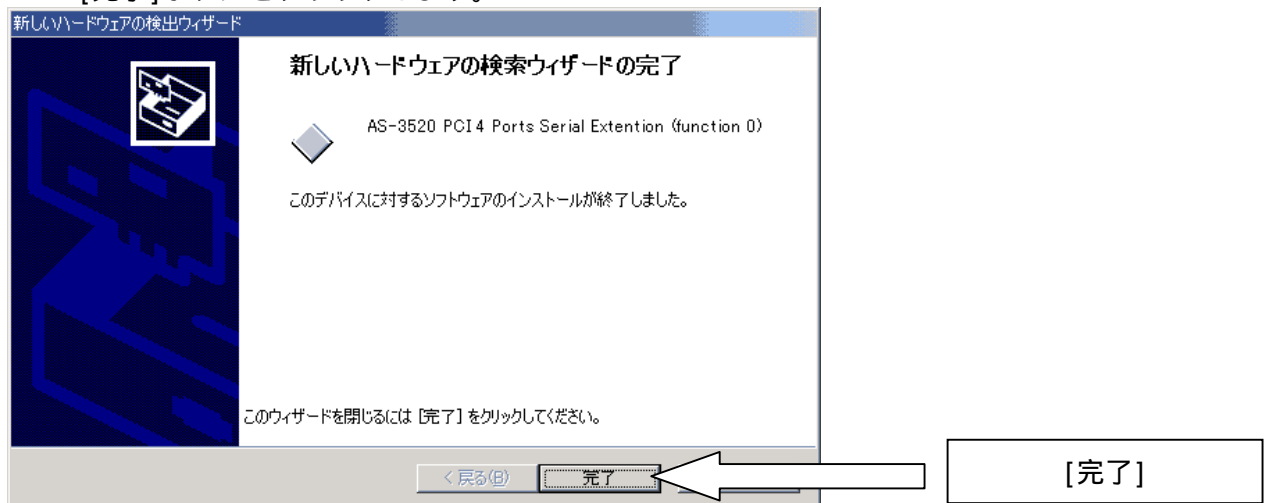 [完了]
新しいハードウェアの検出ウィザード
新しいハードウェアの検索ウィザードの完了
AS-3520 PCI 4 Ports Serial Extention (function 0)
このデバイスに対するソフトウェアのインストールが終了しました。
このウィザードを閉じるには [完了] をクリックしてください。
< 戻る(B)
完了
[完了]